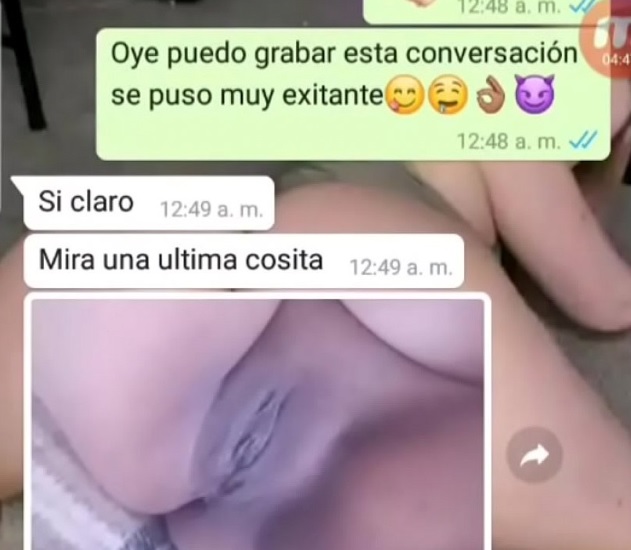 12:48 a. m.
Oye puedo grabar esta conversación
se puso muy exitante😋🤤👌🏾😈
12:48 a. m.
Si claro 12:49 a. m.
Mira una ultima cosita 12:49 a. m.
04:4